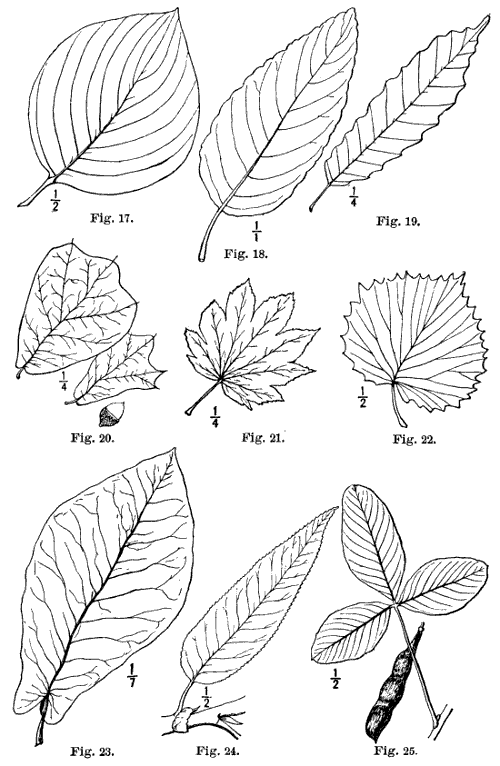 1/2
Fig. 17.
1/1
Fig. 18.
1/4
Fig. 19.
1/4
Fig. 20.
1/4
Fig. 21.
1/2
Fig. 22.
1/7
Fig. 23.
1/2
Fig. 24.
1/2
Fig. 25.